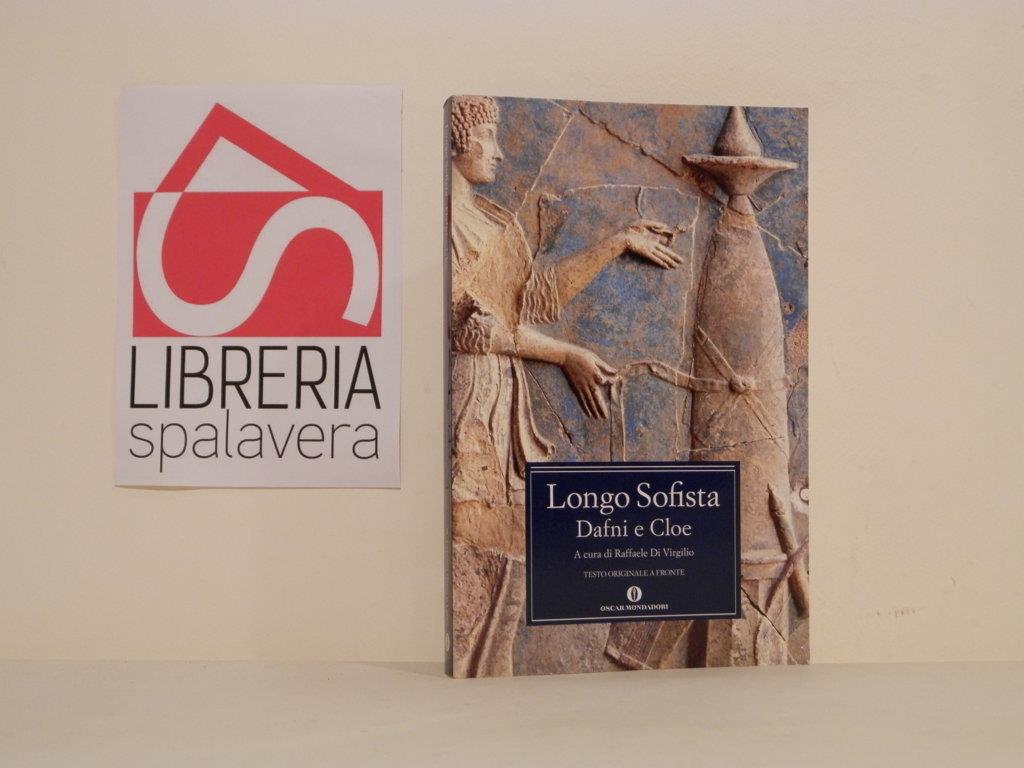 LIBRERIA
spalavera
Longo Sofista
Dafni e Cloe
A cura di Raffaele Di Virgilio
TESTO ORIGINALE A FRONTE
OSCAR MONDADORI